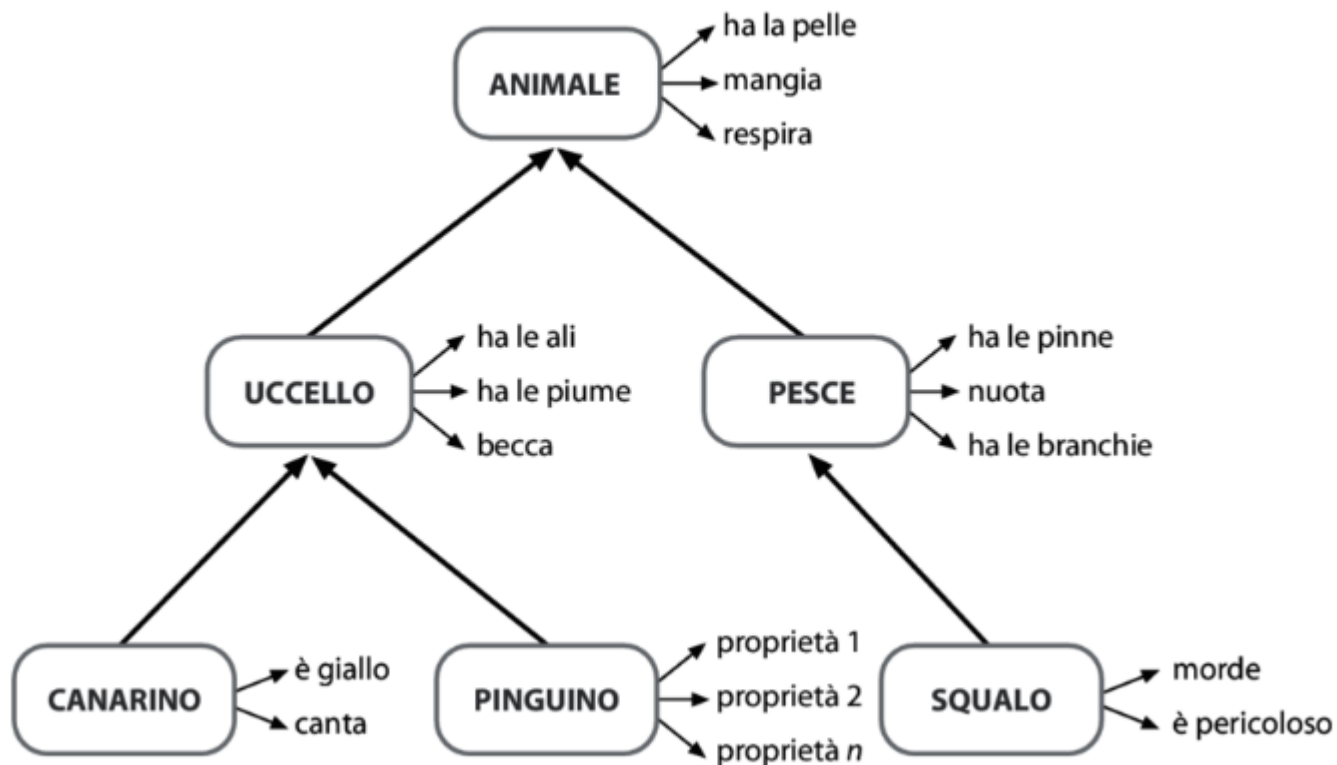 ANIMALE
ha la pelle
mangia
respira
UCCELLO
ha le ali
ha le piume
becca
PESCE
ha le pinne
nuota
ha le branchie
CANARINO
è giallo
canta
PINGUINO
proprietà 1
proprietà 2
proprietà n
SQUALO
morde
è pericoloso